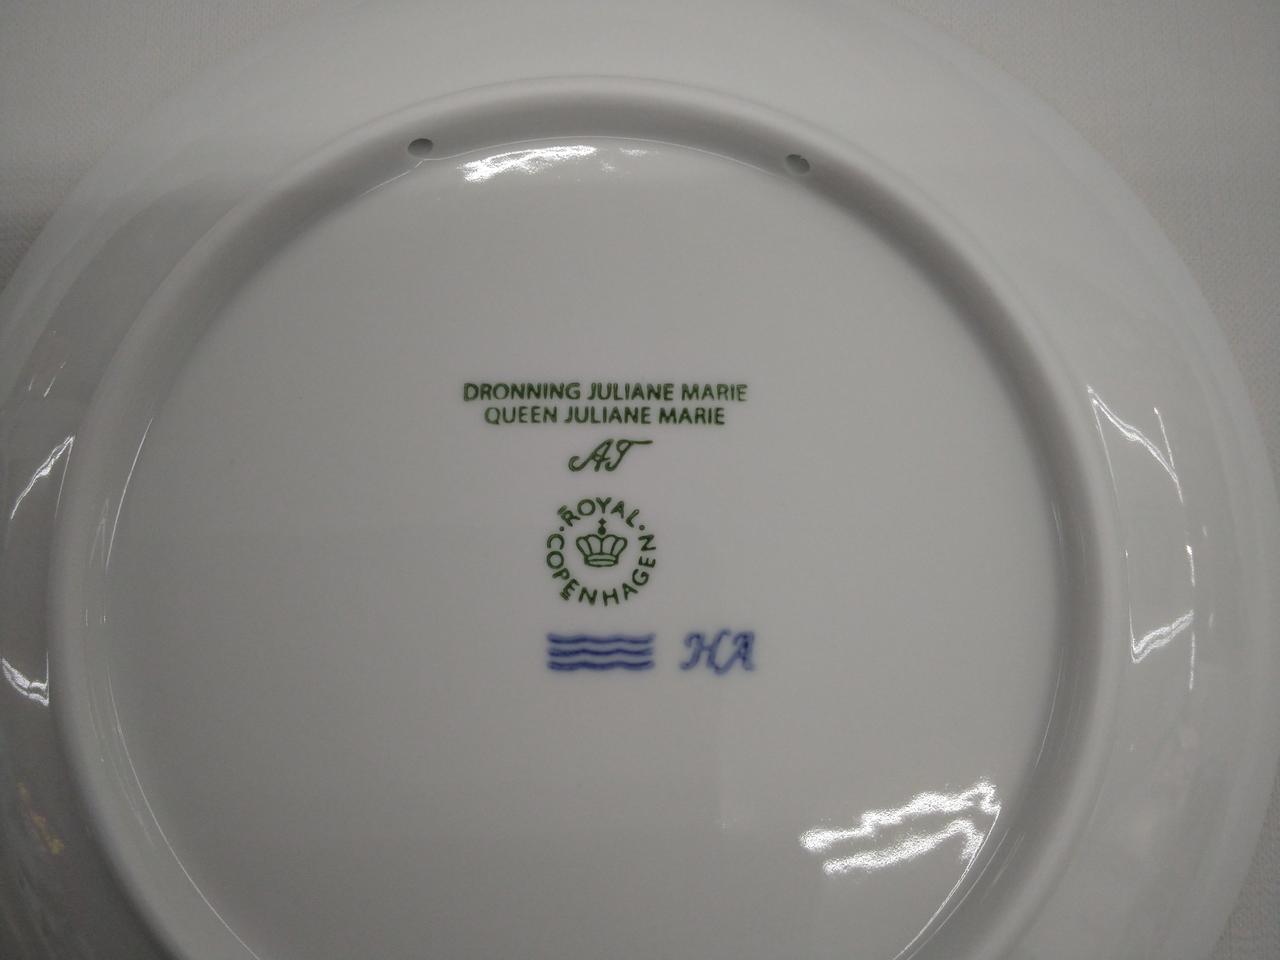 DRONNING JULIANE MARIE
QUEEN JULIANE MARIE
AT
ROYAL COPENHAGEN
HA